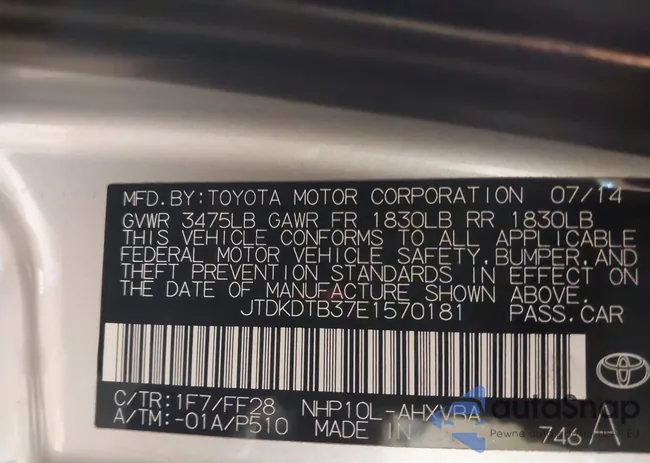 MFD.BY:TOYOTA MOTOR CORPORATION 07/14
GVWR 3475LB GAWR FR 1830LB RR 1830LB
THIS VEHICLE CONFORMS TO ALL APPLICABLE
FEDERAL MOTOR VEHICLE SAFETY,BUMPER,AND
THEFT PREVENTION STANDARDS IN EFFECT ON
THE DATE OF MANUFACTURE SHOWN ABOVE.
JTDKDTB37E1570181 PASS.CAR
C/TR:1F7/FF28 NHP10L-AHXVBA
A/TM:-01A/P510 MADE IN 746 A
autoSnap